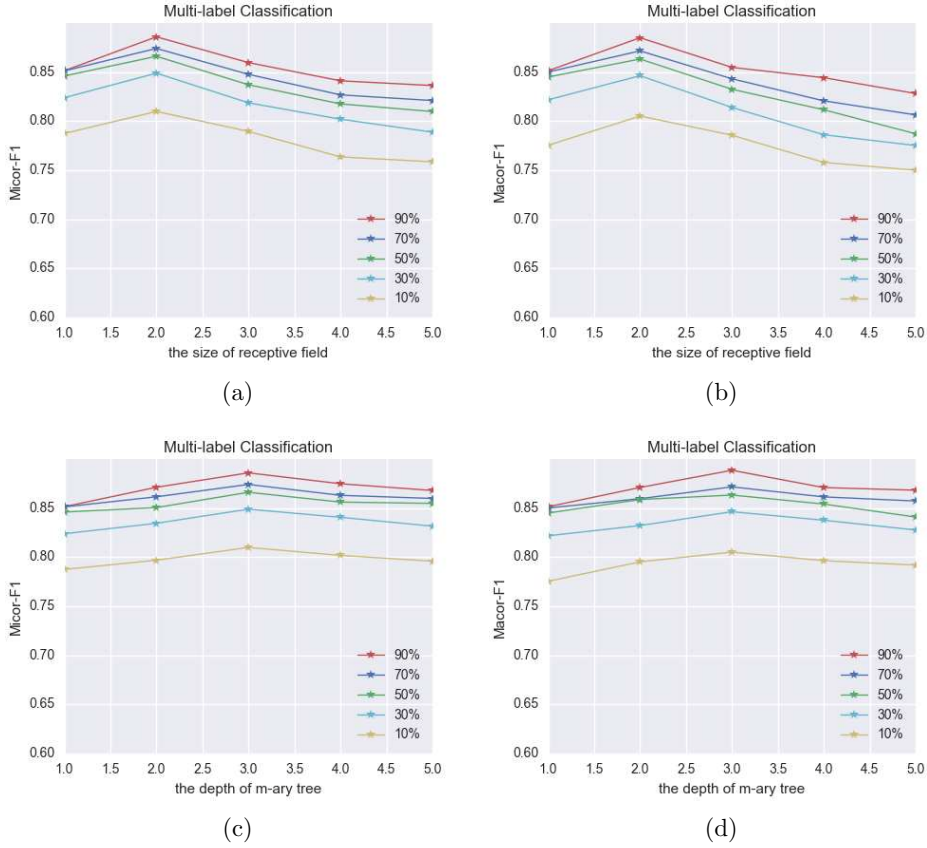 Multi-label Classification
Micor-F1
0.85
0.80
0.75
0.70
0.65
0.60
90%
70%
50%
30%
10%
1.0 1.5 2.0 2.5 3.0 3.5 4.0 4.5 5.0
the size of receptive field
(a)
Multi-label Classification
Macor-F1
0.85
0.80
0.75
0.70
0.65
0.60
90%
70%
50%
30%
10%
1.0 1.5 2.0 2.5 3.0 3.5 4.0 4.5 5.0
the size of receptive field
(b)
Multi-label Classification
Micor-F1
0.85
0.80
0.75
0.70
0.65
0.60
90%
70%
50%
30%
10%
1.0 1.5 2.0 2.5 3.0 3.5 4.0 4.5 5.0
the depth of m-ary tree
(c)
Multi-label Classification
Macor-F1
0.85
0.80
0.75
0.70
0.65
0.60
90%
70%
50%
30%
10%
1.0 1.5 2.0 2.5 3.0 3.5 4.0 4.5 5.0
the depth of m-ary tree
(d)